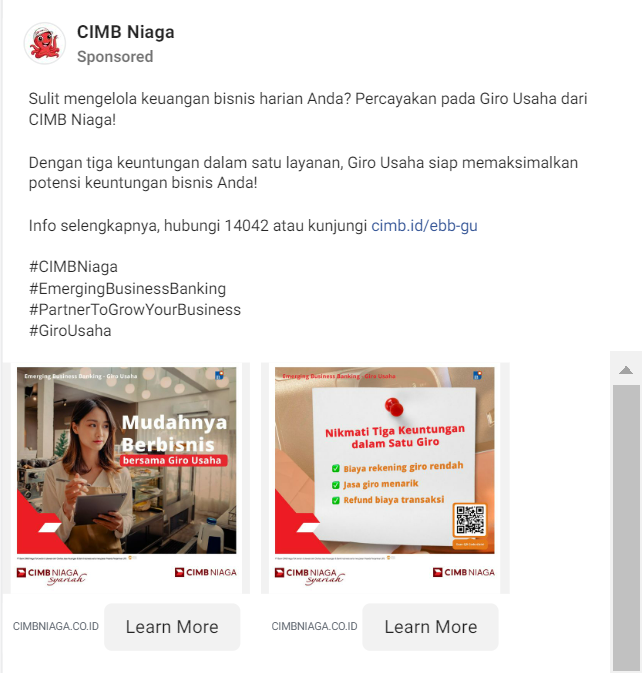 CIMB Niaga
Sponsored
Sulit mengelola keuangan bisnis harian Anda? Percayakan pada Giro Usaha dari
CIMB Niaga!
Dengan tiga keuntungan dalam satu layanan, Giro Usaha siap memaksimalkan
potensi keuntungan bisnis Anda!
Info selengkapnya, hubungi 14042 atau kunjungi cimb.id/ebb-gu
#CIMBNiaga
#EmergingBusinessBanking
#PartnerToGrowYourBusiness
#GiroUsaha
Emerging Business Banking - Giro Usaha
Mudahnya
Berbisnis
bersama Giro Usaha
CIMB NIAGA
syariah
CIMB NIAGA
CIMBNIAGA.CO.ID
Learn More
Emerging Business Banking - Giro Usaha
Nikmati Tiga Keuntungan
dalam Satu Giro
Biaya rekening giro rendah
Jasa giro menarik
Refund biaya transaksi
CIMB NIAGA
syariah
CIMB NIAGA
CIMBNIAGA.CO.ID
Learn More